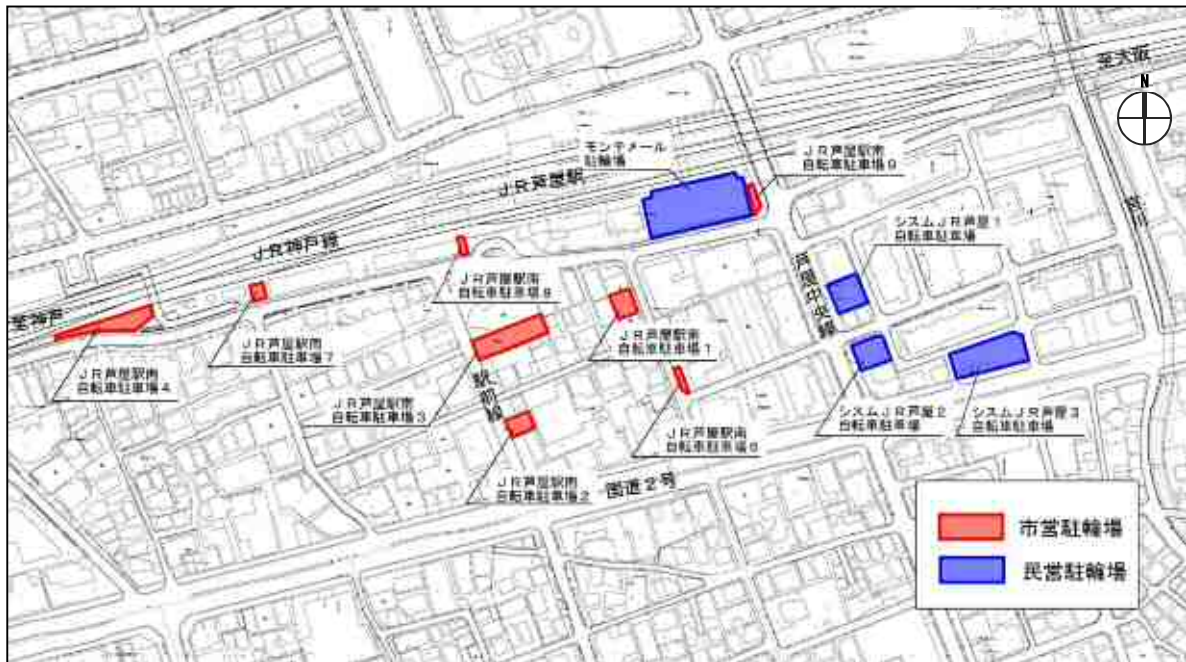 至大阪
N
モンテメール
駐輪場
JR芦屋駅南
自転車駐車場9
JR芦屋駅
宮川
システムJR芦屋1
自転車駐車場
JR神戸線
芦屋中央線
JR芦屋駅南
自転車駐車場8
至神戸
JR芦屋駅南
自転車駐車場7
JR芦屋駅南
自転車駐車場1
JR芦屋駅南
自転車駐車場4
駅前線
JR芦屋駅南
自転車駐車場3
システムJR芦屋2
自転車駐車場
システムJR芦屋3
自転車駐車場
JR芦屋駅南
自転車駐車場6
JR芦屋駅南
自転車駐車場2
国道2号
市営駐輪場
民営駐輪場